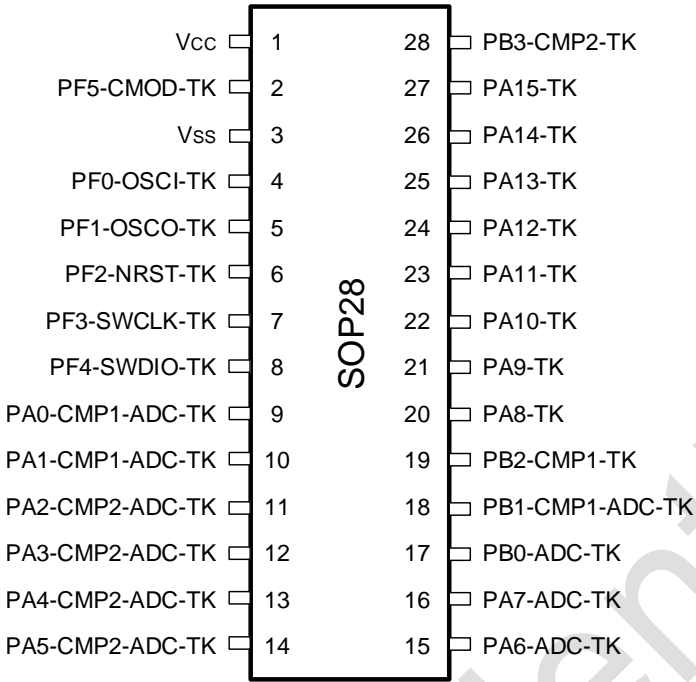 Vcc 1 28 PB3-CMP2-TK
PF5-CMOD-TK 2 27 PA15-TK
Vss 3 26 PA14-TK
PF0-OSCI-TK 4 25 PA13-TK
PF1-OSCO-TK 5 24 PA12-TK
PF2-NRST-TK 6 23 PA11-TK
PF3-SWCLK-TK 7 22 PA10-TK
PF4-SWDIO-TK 8 21 PA9-TK
PA0-CMP1-ADC-TK 9 20 PA8-TK
PA1-CMP1-ADC-TK 10 19 PB2-CMP1-TK
PA2-CMP2-ADC-TK 11 18 PB1-CMP1-ADC-TK
PA3-CMP2-ADC-TK 12 17 PB0-ADC-TK
PA4-CMP2-ADC-TK 13 16 PA7-ADC-TK
PA5-CMP2-ADC-TK 14 15 PA6-ADC-TK
SOP28